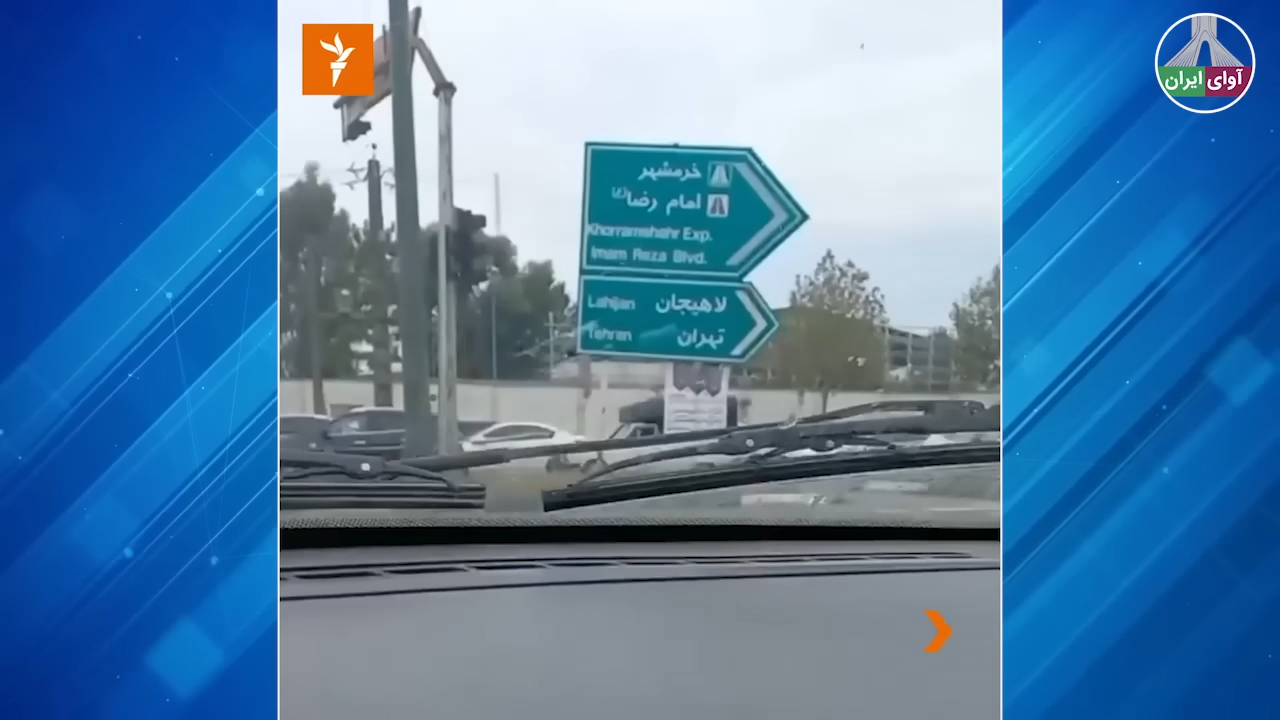 آوای ایران
خرمشهر
امام رضا(ع)
Khorramshahr Exp.
Imam Reza Blvd.
Lahijan لاهیجان
Tehran تهران